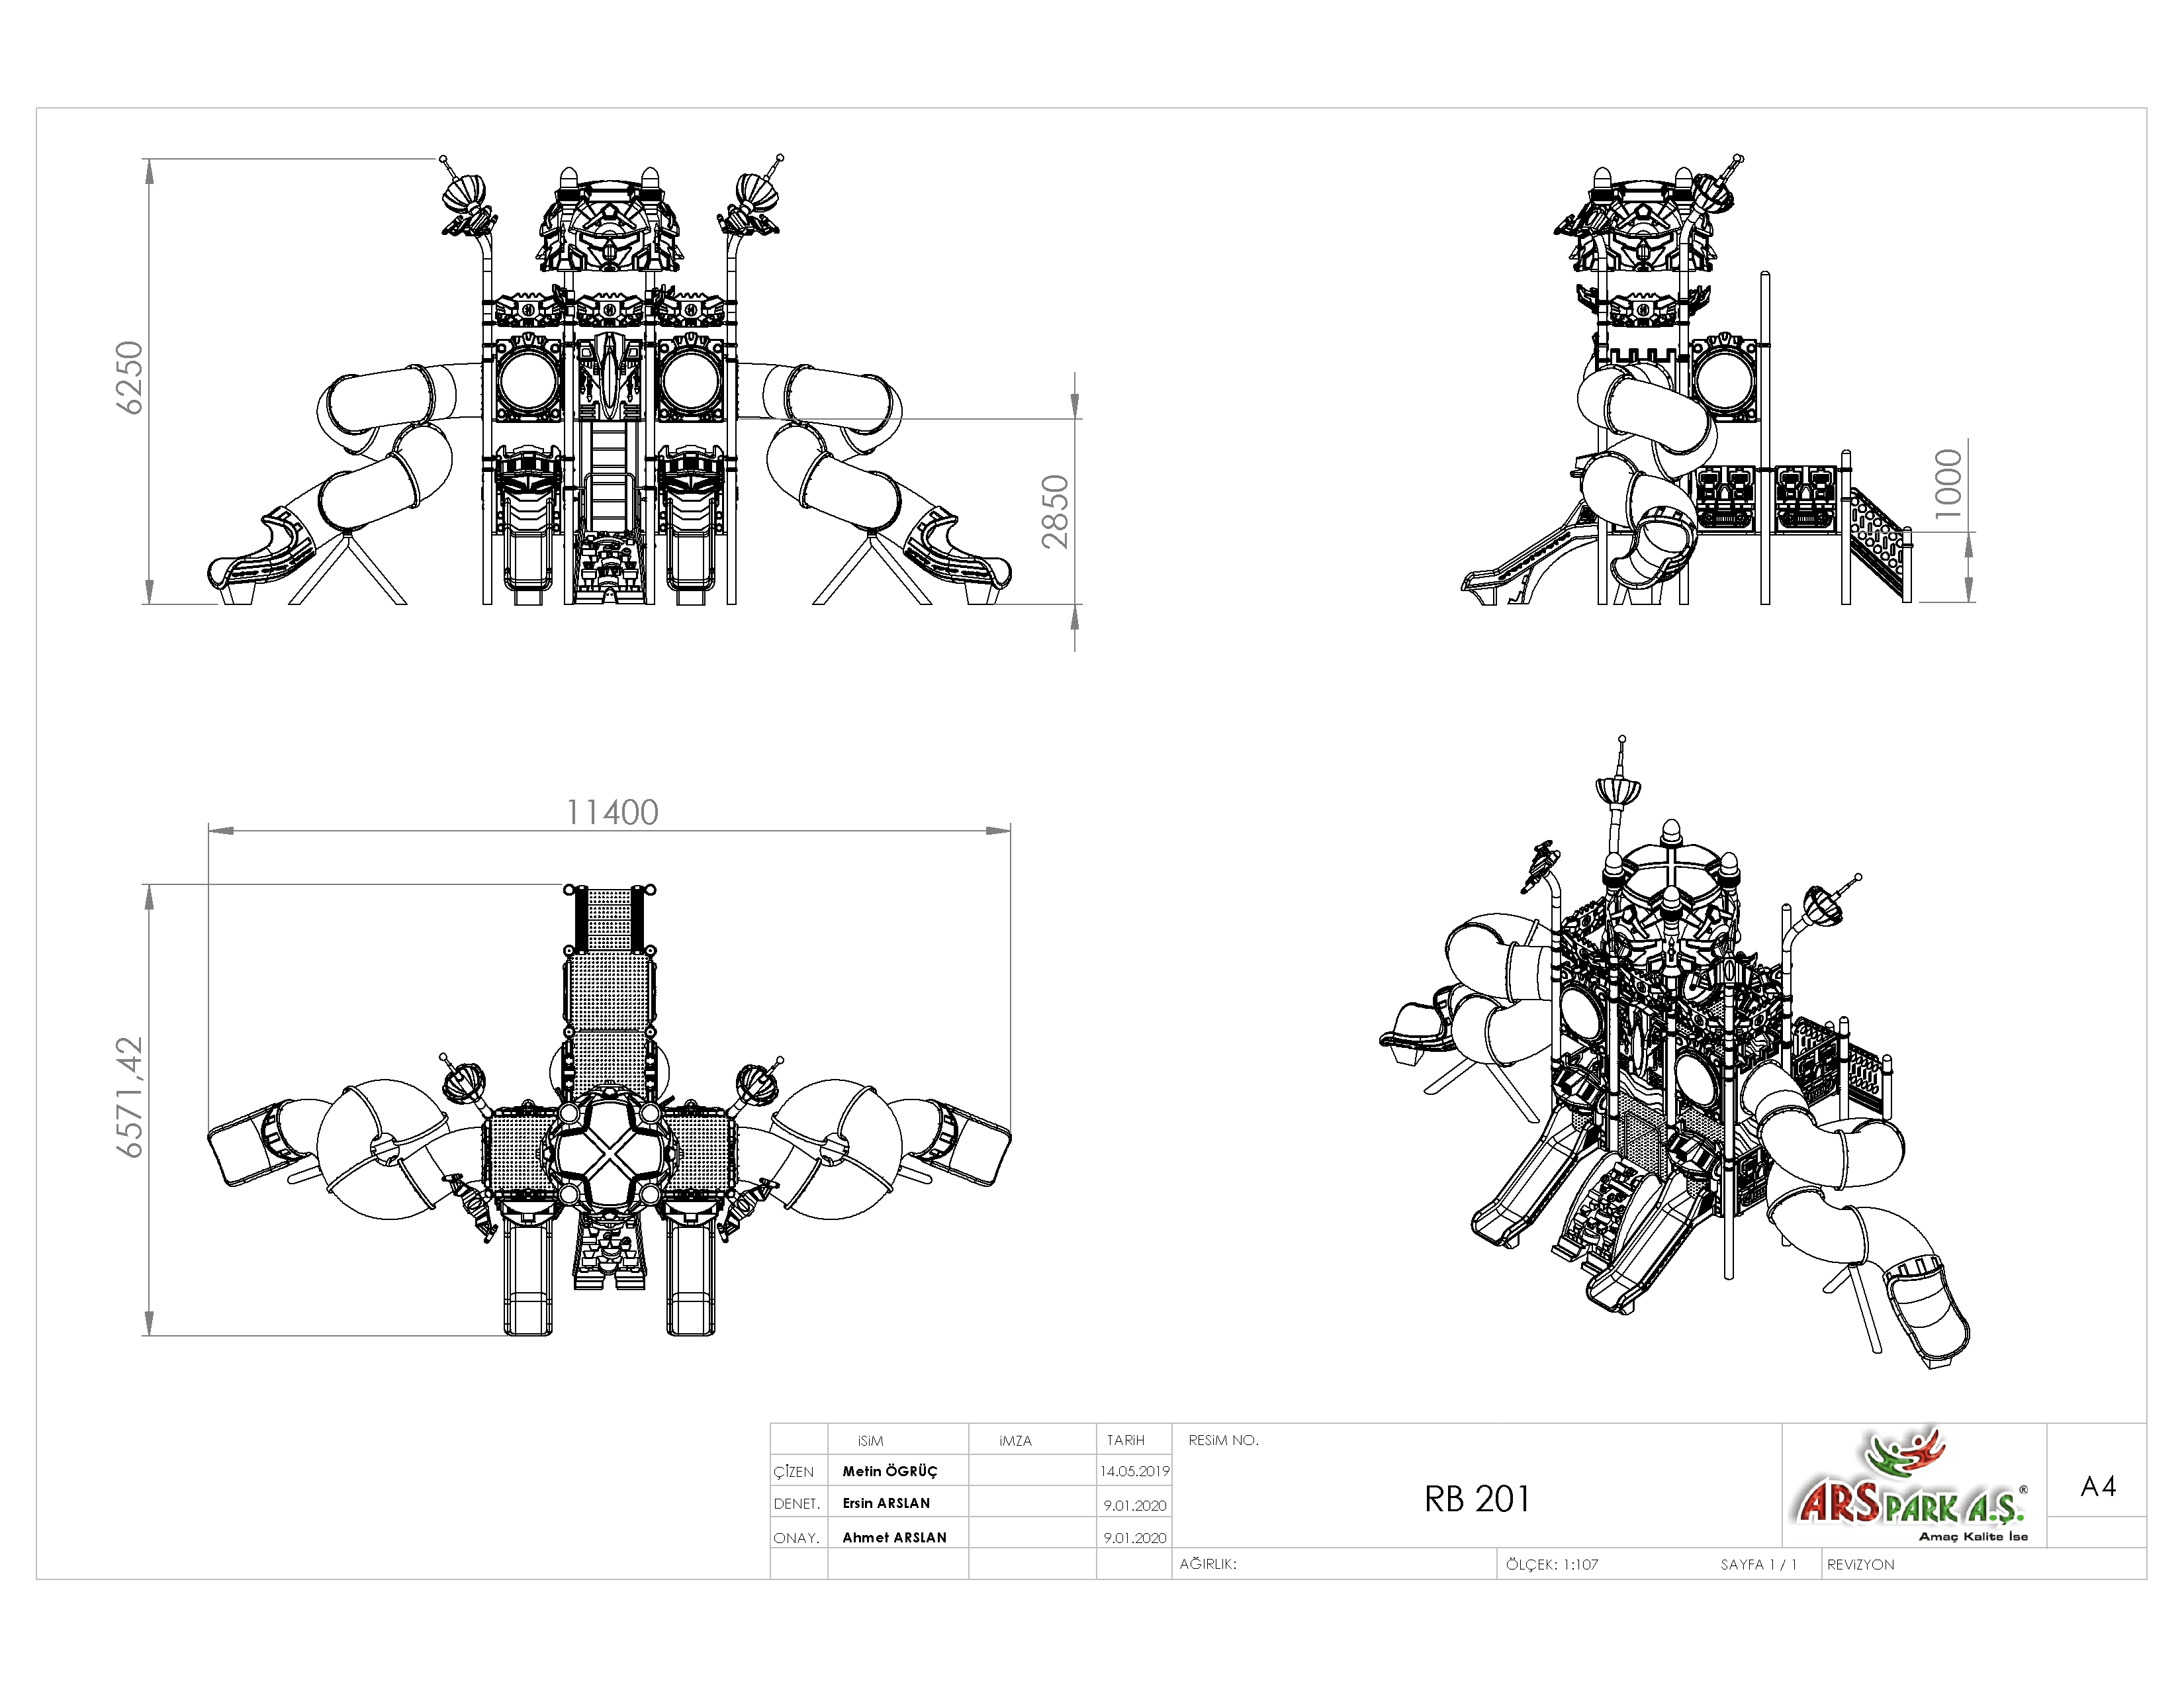 6250
2850
1000
11400
6571,42
İSİM
İMZA
TARİH
RESİM NO.
ÇİZEN
Metin ÖGRÜÇ
14.05.2019
DENET.
Ersin ARSLAN
9.01.2020
ONAY.
Ahmet ARSLAN
9.01.2020
RB 201
ARSPARK A.Ş.®
Amaç Kalite İse
A4
AĞIRLIK:
ÖLÇEK: 1:107
SAYFA 1 / 1
REVİZYON